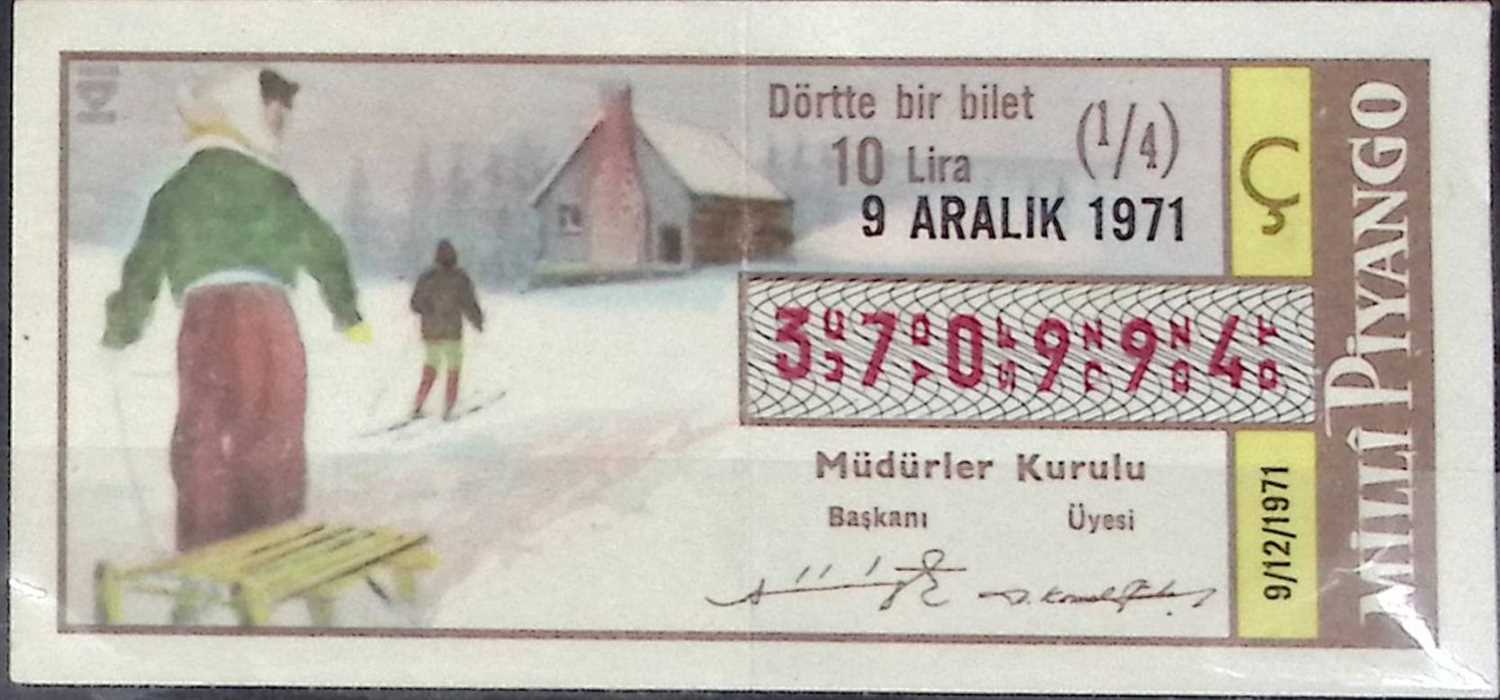 Dörtte bir bilet
(1/4)
10 Lira
9 ARALIK 1971
Ç
MİLLÎ PİYANGO
3 7 0 9 9 4
Müdürler Kurulu
Başkanı Üyesi
9/12/1971